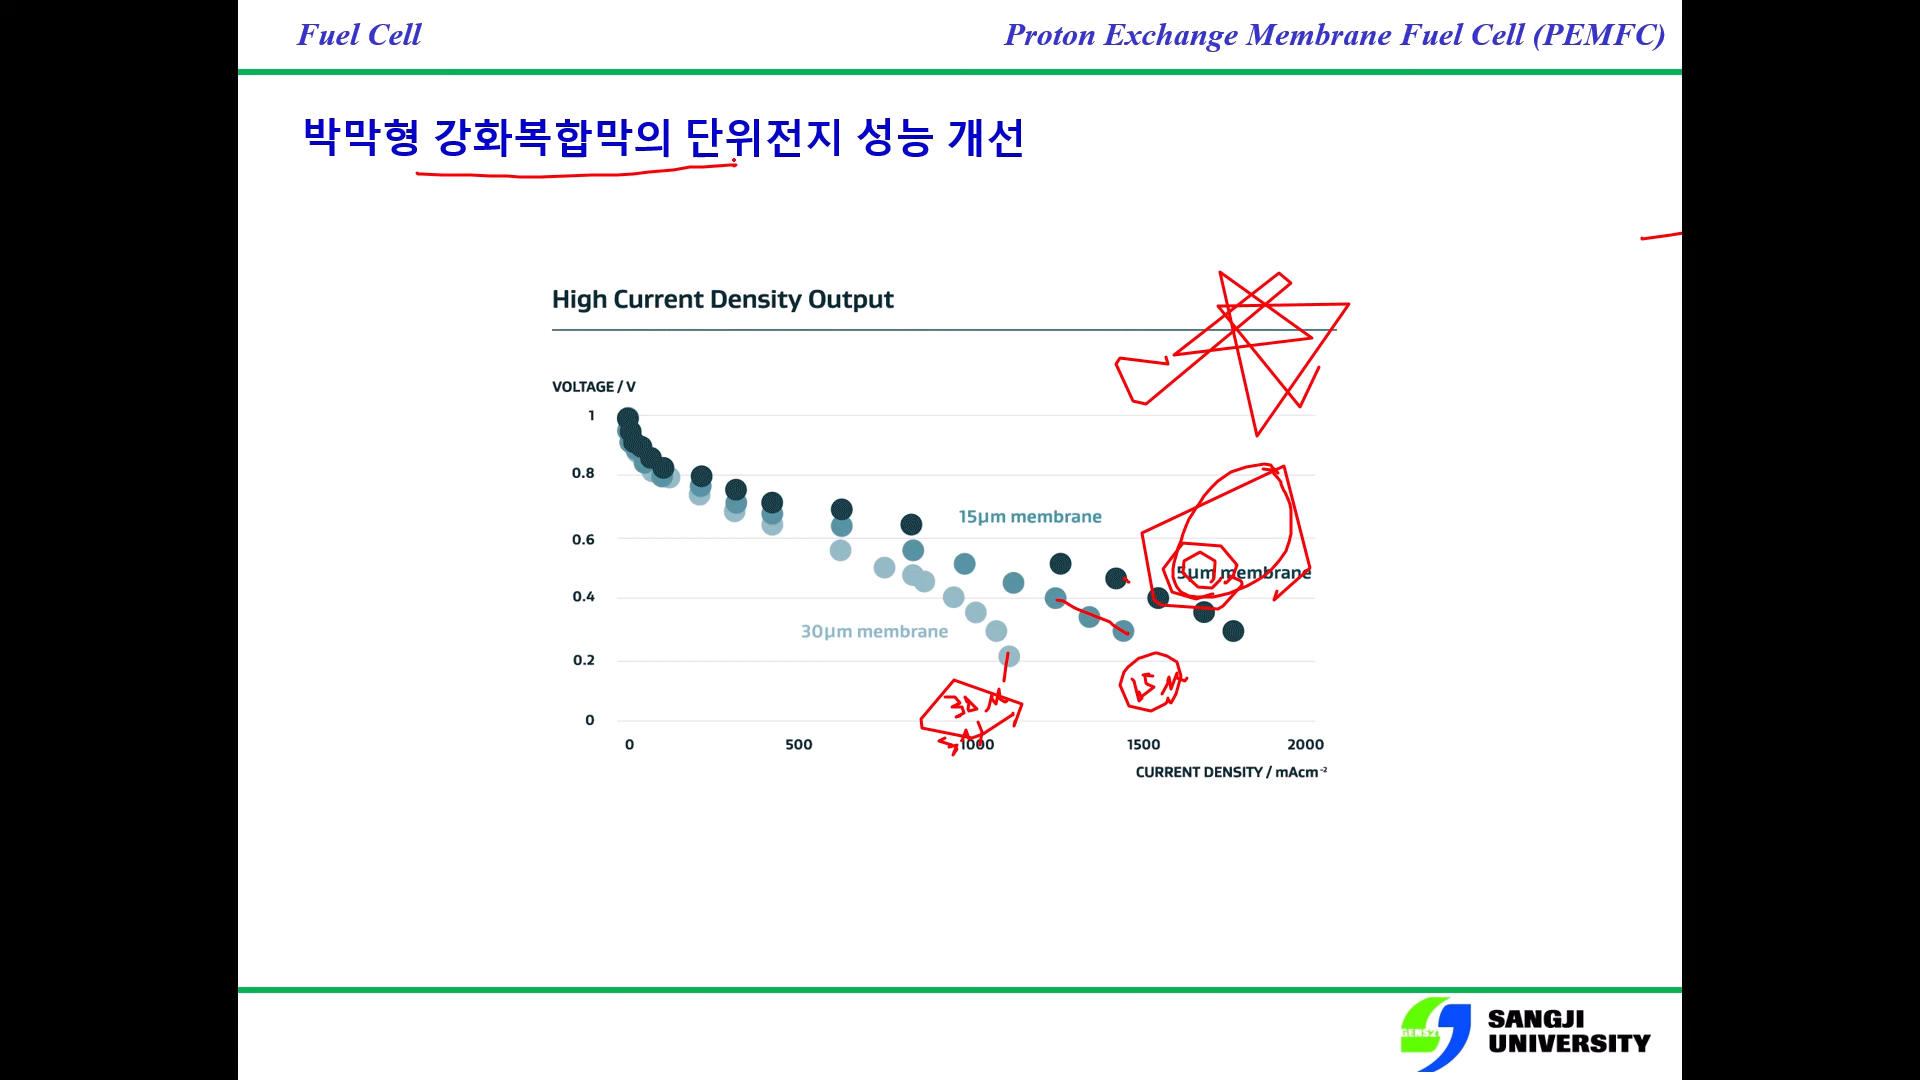 Fuel Cell
Proton Exchange Membrane Fuel Cell (PEMFC)
박막형 강화복합막의 단위전지 성능 개선
High Current Density Output
VOLTAGE / V
1
0.8
15μm membrane
0.6
5μm membrane
0.4
30μm membrane
0.2
15 μ
30 μ
0
0 500 1000 1500 2000
CURRENT DENSITY / mAcm⁻²
SANGJI
UNIVERSITY